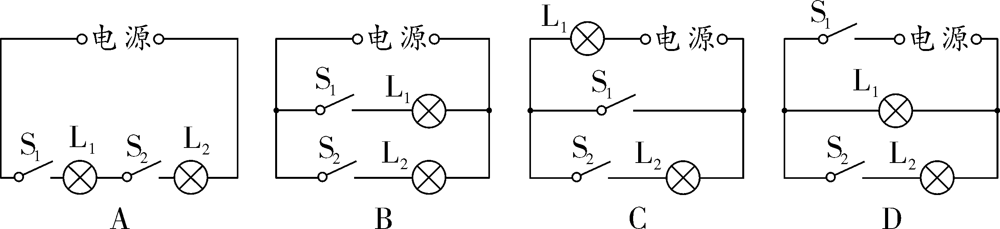 电 源
S1 L1 S2 L2
A
电 源
S1 L1
S2 L2
B
L1 电 源
S1
S2 L2
C
S1 电 源
L1
S2 L2
D